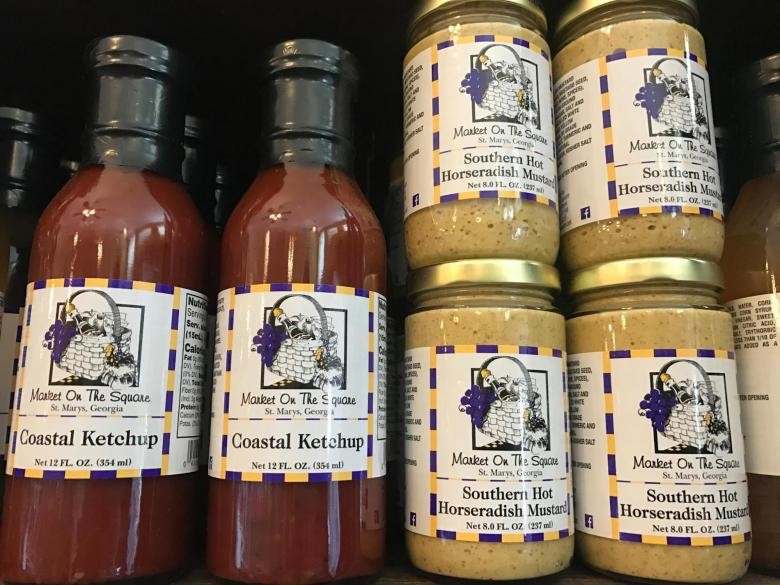 Market On The Square
St. Marys, Georgia
Coastal Ketchup
Net 12 FL. OZ. (354 ml)
Market On The Square
St. Marys, Georgia
Coastal Ketchup
Net 12 FL. OZ. (354 ml)
Market On The Square
St. Marys, Georgia
Southern Hot
Horseradish Mustard
Net 8.0 FL. OZ. (237 ml)
Market On The Square
St. Marys, Georgia
Southern Hot
Horseradish Mustard
Net 8.0 FL. OZ. (237 ml)
Market On The Square
St. Marys, Georgia
Southern Hot
Horseradish Mustard
Net 8.0 FL. OZ. (237 ml)
Market On The Square
St. Marys, Georgia
Southern Hot
Horseradish Mustard
Net 8.0 FL. OZ. (237 ml)